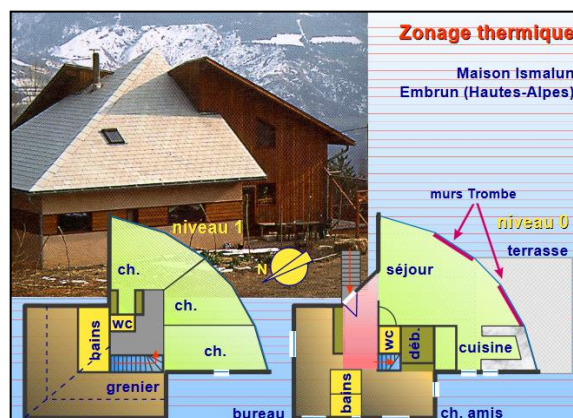 Zonage thermique
Maison Ismalun
Embrun (Hautes-Alpes)
murs Trombe
niveau 1
niveau 0
terrasse
N
ch.
séjour
ch.
bains
wc
wc
déb.
ch.
cuisine
grenier
bains
bureau
ch. amis